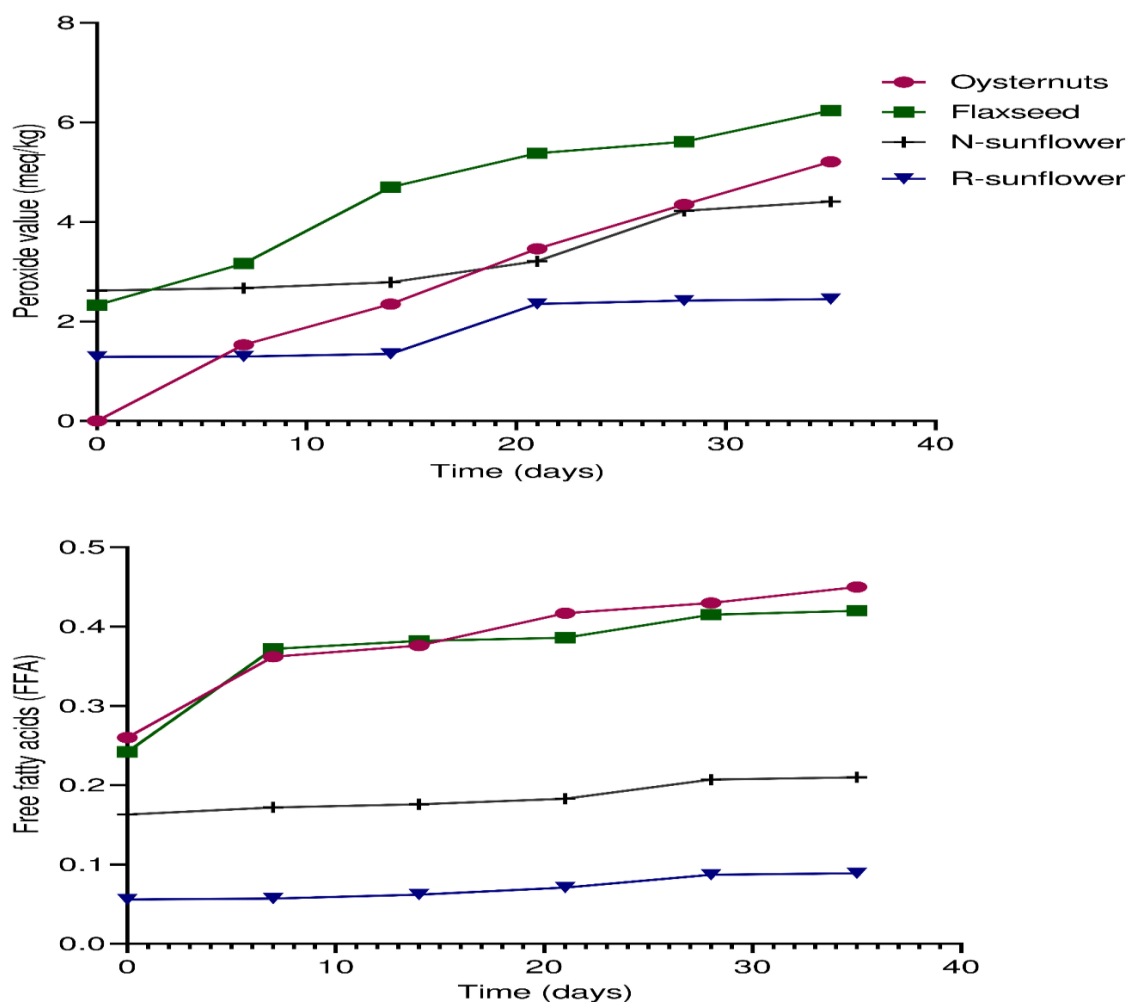 8
6
4
2
0
Peroxide value (meq/kg)
0 10 20 30 40
Time (days)
Oysternuts
Flaxseed
N-sunflower
R-sunflower
0.5
0.4
0.3
0.2
0.1
0.0
Free fatty acids (FFA)
0 10 20 30 40
Time (days)